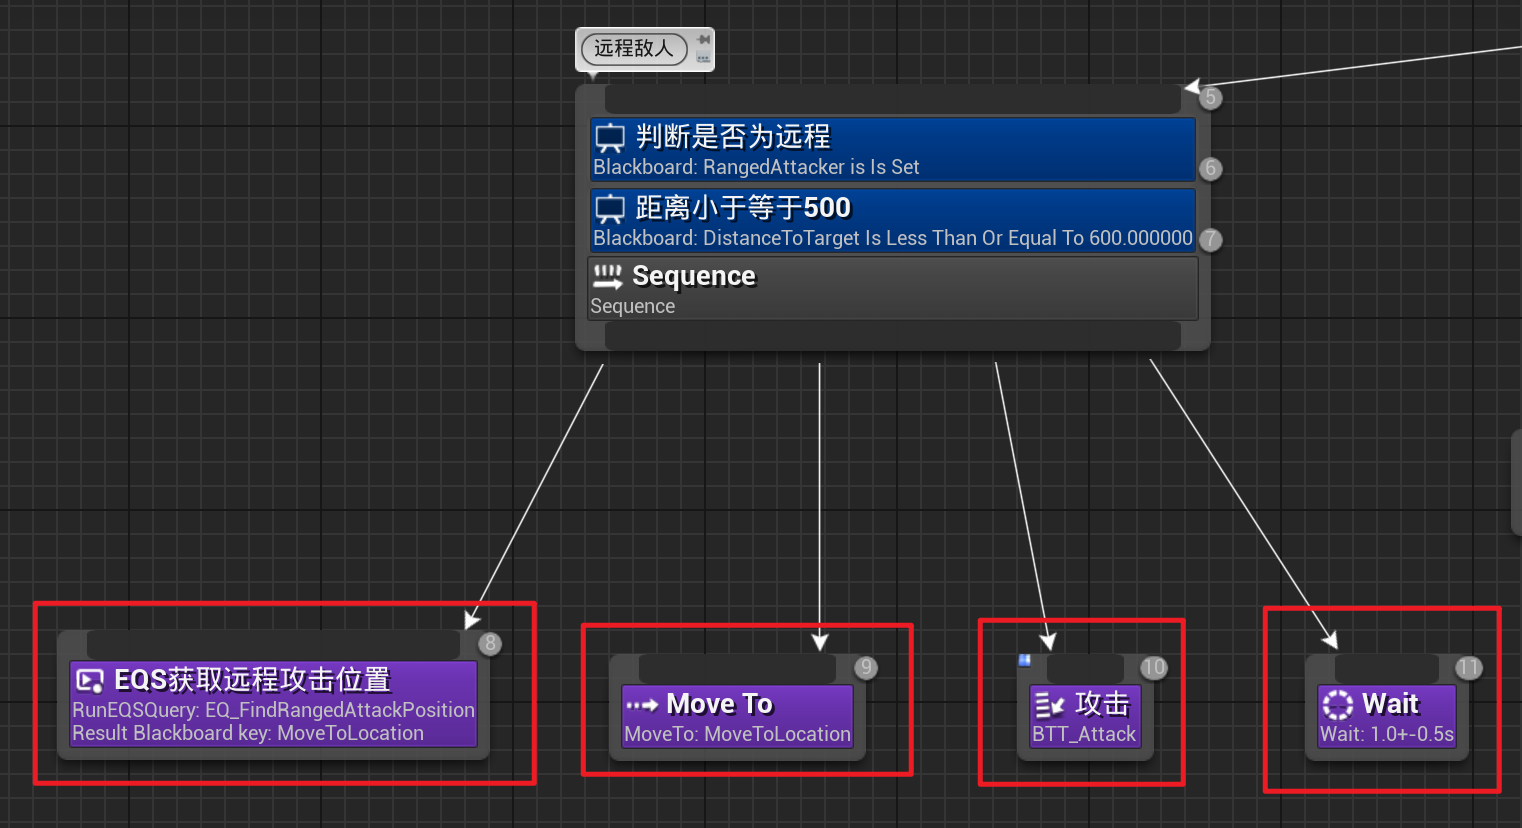 远程敌人
5
判断是否为远程
Blackboard: RangedAttacker is Is Set
6
距离小于等于500
Blackboard: DistanceToTarget Is Less Than Or Equal To 600.000000
7
Sequence
Sequence
8
EQS获取远程攻击位置
RunEQSQuery: EQ_FindRangedAttackPosition
Result Blackboard key: MoveToLocation
9
Move To
MoveTo: MoveToLocation
10
攻击
BTT_Attack
11
Wait
Wait: 1.0+-0.5s